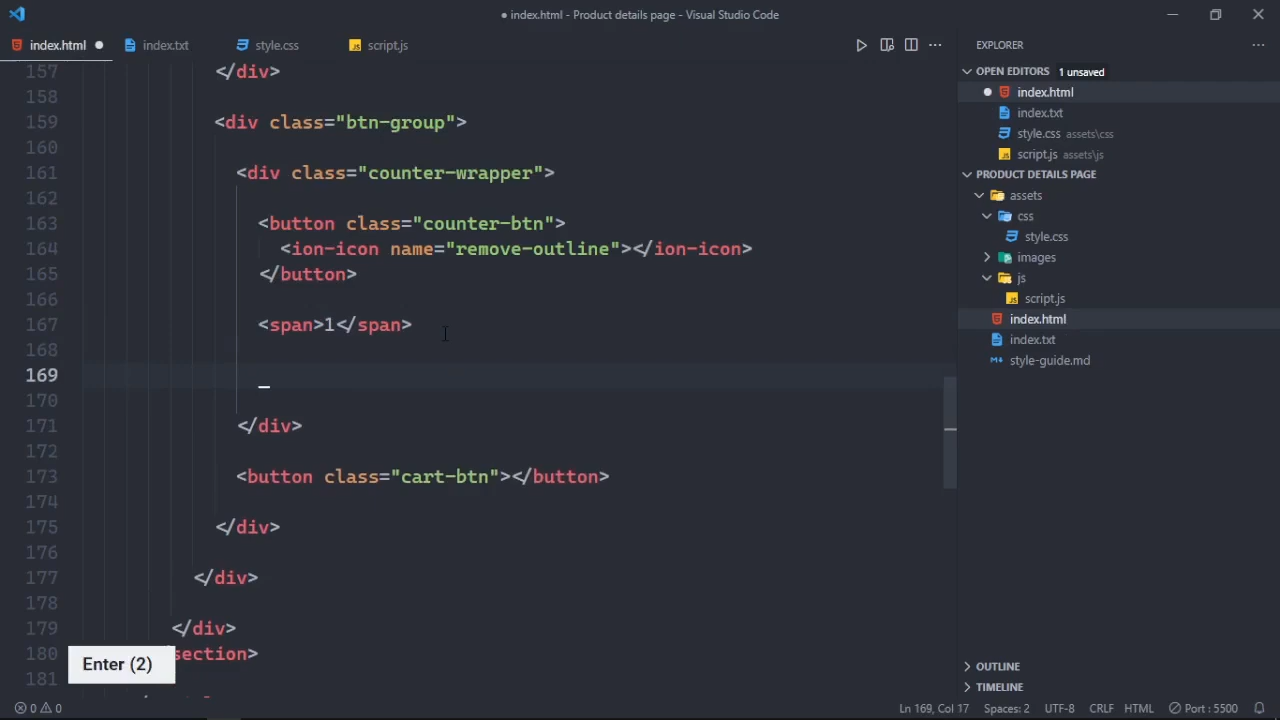 ● index.html - Product details page - Visual Studio Code
index.html
index.txt
style.css
script.js
157 </div>
158
159 <div class="btn-group">
160
161 <div class="counter-wrapper">
162
163 <button class="counter-btn">
164 <ion-icon name="remove-outline"></ion-icon>
165 </button>
166
167 <span>1</span>
168
169
170
171 </div>
172
173 <button class="cart-btn"></button>
174
175 </div>
176
177 </div>
178
179 </div>
180 section>
181
Enter (2)
EXPLORER
OPEN EDITORS 1 unsaved
index.html
index.txt
style.css assets\css
script.js assets\js
PRODUCT DETAILS PAGE
assets
css
style.css
images
js
script.js
index.html
index.txt
style-guide.md
OUTLINE
TIMELINE
0 0
Ln 169, Col 17 Spaces: 2 UTF-8 CRLF HTML Port : 5500